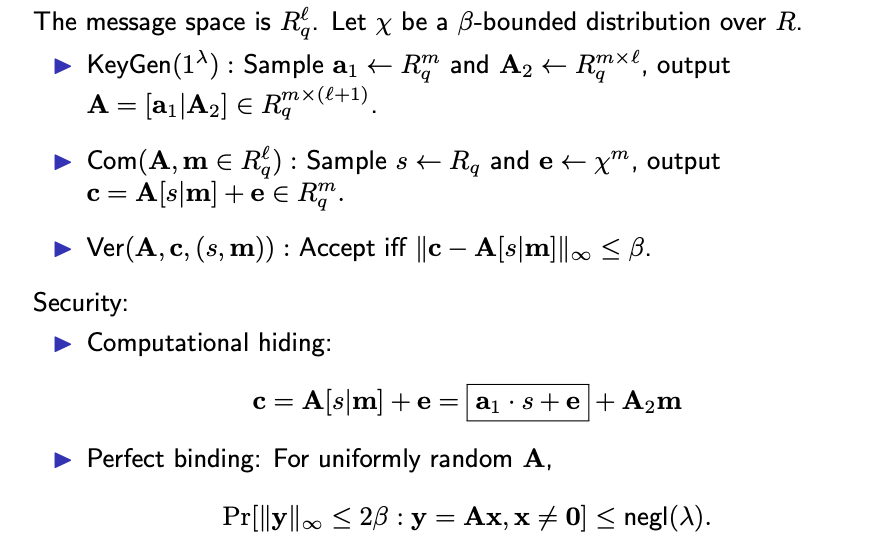 The message space is $R_q^\ell$. Let $\chi$ be a $\beta$-bounded distribution over $R$.
▶ KeyGen$(1^\lambda)$ : Sample $\mathbf{a}_1 \leftarrow R_q^m$ and $\mathbf{A}_2 \leftarrow R_q^{m \times \ell}$, output
$\mathbf{A} = [\mathbf{a}_1|\mathbf{A}_2] \in R_q^{m \times (\ell+1)}$.
▶ Com$(\mathbf{A}, \mathbf{m} \in R_q^\ell)$ : Sample $s \leftarrow R_q$ and $\mathbf{e} \leftarrow \chi^m$, output
$\mathbf{c} = \mathbf{A}[s|\mathbf{m}] + \mathbf{e} \in R_q^m$.
▶ Ver$(\mathbf{A}, \mathbf{c}, (s, \mathbf{m}))$ : Accept iff $\|\mathbf{c} - \mathbf{A}[s|\mathbf{m}]\|_\infty \leq \beta$.
Security:
▶ Computational hiding:
$\mathbf{c} = \mathbf{A}[s|\mathbf{m}] + \mathbf{e} = \boxed{\mathbf{a}_1 \cdot s + \mathbf{e}} + \mathbf{A}_2\mathbf{m}$
▶ Perfect binding: For uniformly random $\mathbf{A}$,
$\Pr[\|\mathbf{y}\|_\infty \leq 2\beta : \mathbf{y} = \mathbf{A}\mathbf{x}, \mathbf{x} \neq \mathbf{0}] \leq \mathsf{negl}(\lambda).$